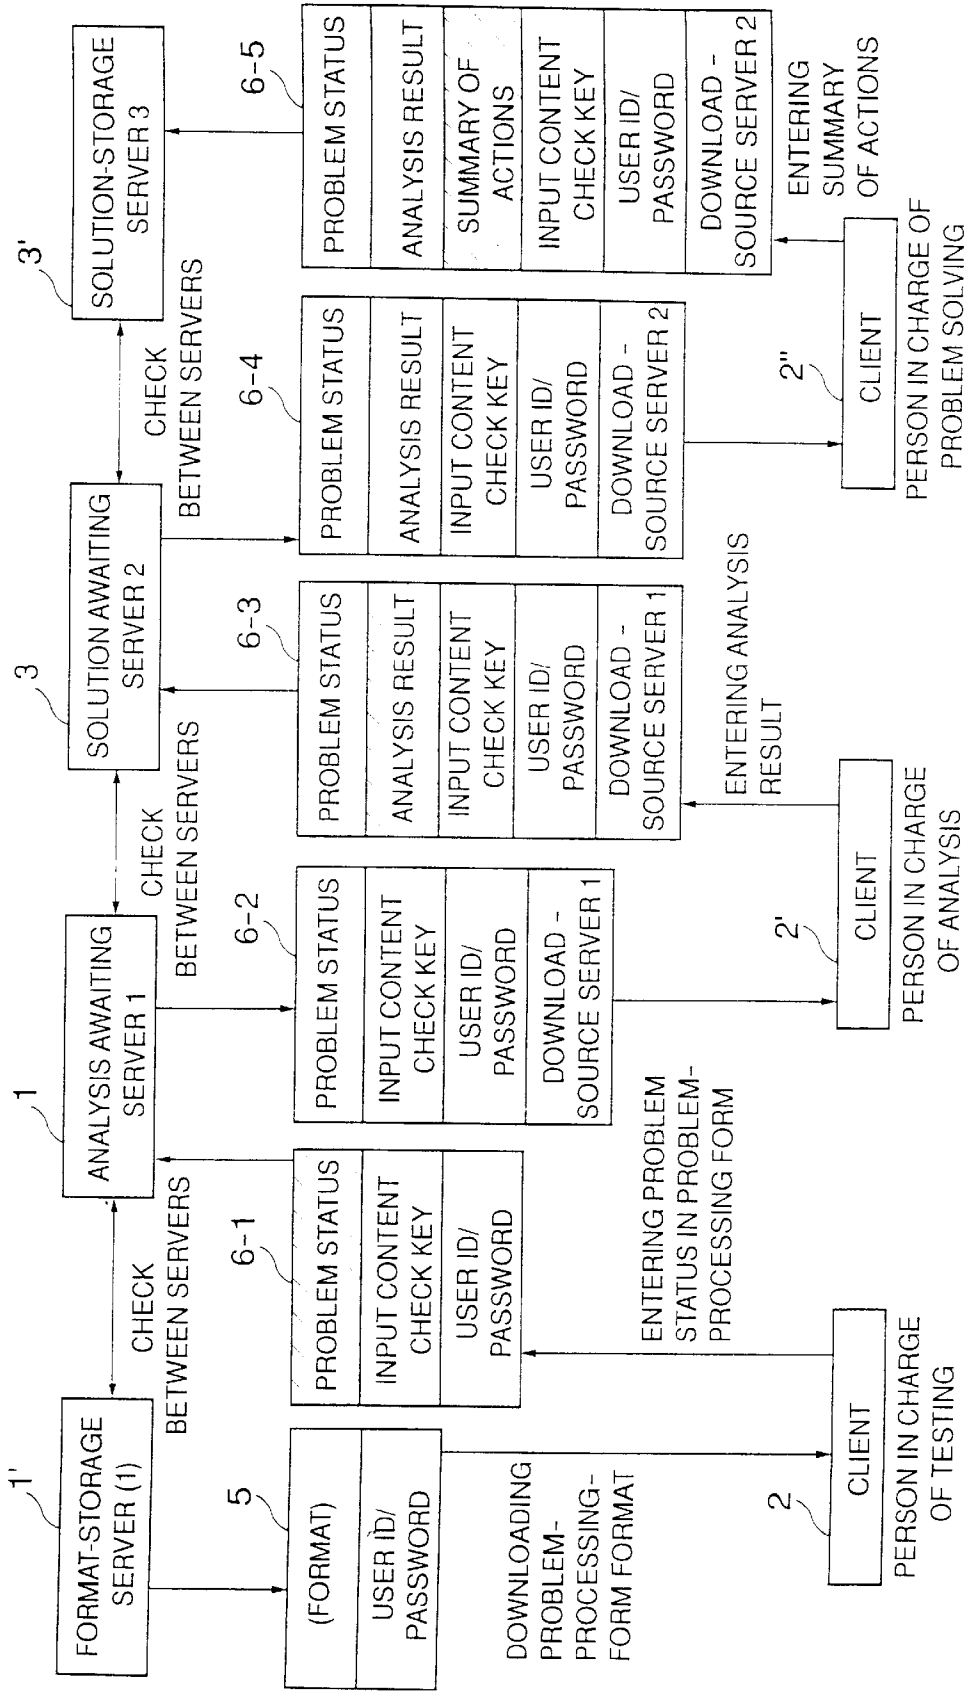 1'
FORMAT-STORAGE
SERVER (1)
CHECK
BETWEEN SERVERS
1
ANALYSIS AWAITING
SERVER 1
CHECK
BETWEEN SERVERS
3
SOLUTION AWAITING
SERVER 2
CHECK
BETWEEN SERVERS
3'
SOLUTION-STORAGE
SERVER 3
5
(FORMAT)
USER ID/
PASSWORD
6-1
PROBLEM STATUS
INPUT CONTENT
CHECK KEY
USER ID/
PASSWORD
6-2
PROBLEM STATUS
INPUT CONTENT
CHECK KEY
USER ID/
PASSWORD
DOWNLOAD -
SOURCE SERVER 1
6-3
PROBLEM STATUS
ANALYSIS RESULT
INPUT CONTENT
CHECK KEY
USER ID/
PASSWORD
DOWNLOAD -
SOURCE SERVER 1
6-4
PROBLEM STATUS
ANALYSIS RESULT
INPUT CONTENT
CHECK KEY
USER ID/
PASSWORD
DOWNLOAD -
SOURCE SERVER 2
6-5
PROBLEM STATUS
ANALYSIS RESULT
SUMMARY OF
ACTIONS
INPUT CONTENT
CHECK KEY
USER ID/
PASSWORD
DOWNLOAD -
SOURCE SERVER 2
DOWNLOADING
PROBLEM-
PROCESSING-
FORM FORMAT
ENTERING PROBLEM
STATUS IN PROBLEM-
PROCESSING FORM
ENTERING ANALYSIS
RESULT
ENTERING
SUMMARY
OF ACTIONS
2
CLIENT
PERSON IN CHARGE
OF TESTING
2'
CLIENT
PERSON IN CHARGE
OF ANALYSIS
2"
CLIENT
PERSON IN CHARGE OF
PROBLEM SOLVING